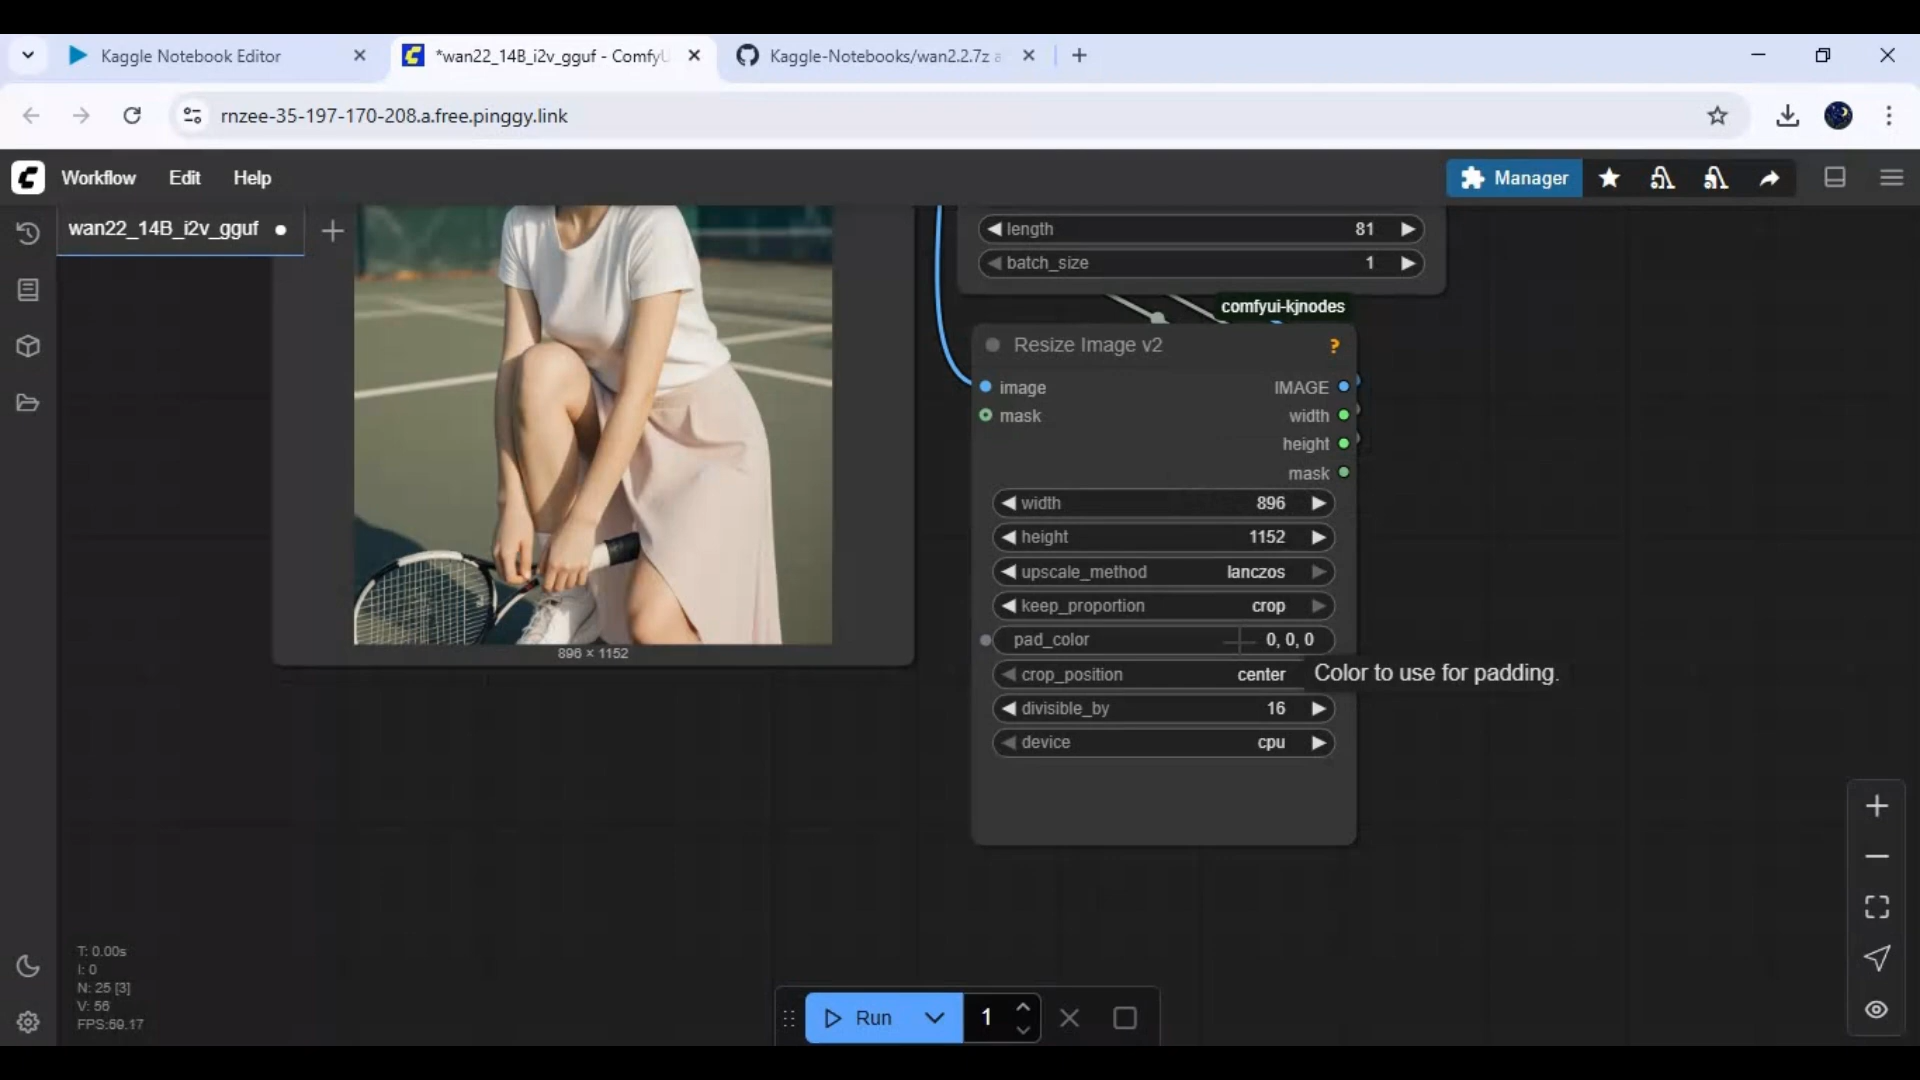 Kaggle Notebook Editor
*wan22_14B_i2v_gguf - ComfyU
Kaggle-Notebooks/wan2.2.7z a
rnzee-35-197-170-208.a.free.pinggy.link
Workflow
Edit
Help
Manager
wan22_14B_i2v_gguf
length 81
batch_size 1
comfyui-kjnodes
Resize Image v2 ?
image IMAGE
mask width
height
mask
width 896
height 1152
upscale_method lanczos
keep_proportion crop
pad_color 0, 0, 0
crop_position center
Color to use for padding.
divisible_by 16
device cpu
896 × 1152
T: 0.00s
I: 0
N: 25 [3]
V: 56
FPS:59.17
Run
1